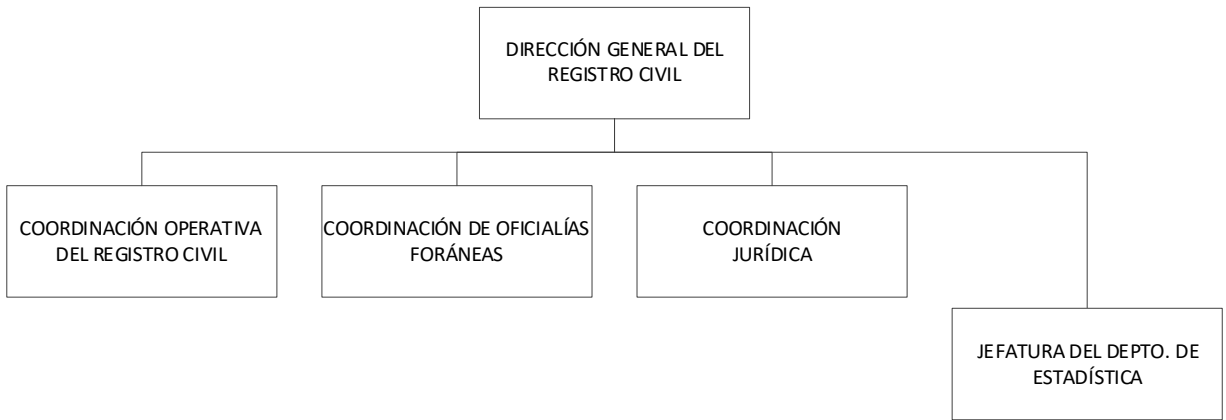 DIRECCIÓN GENERAL DEL
REGISTRO CIVIL
COORDINACIÓN OPERATIVA
DEL REGISTRO CIVIL
COORDINACIÓN DE OFICIALÍAS
FORÁNEAS
COORDINACIÓN
JURÍDICA
JEFATURA DEL DEPTO. DE
ESTADÍSTICA